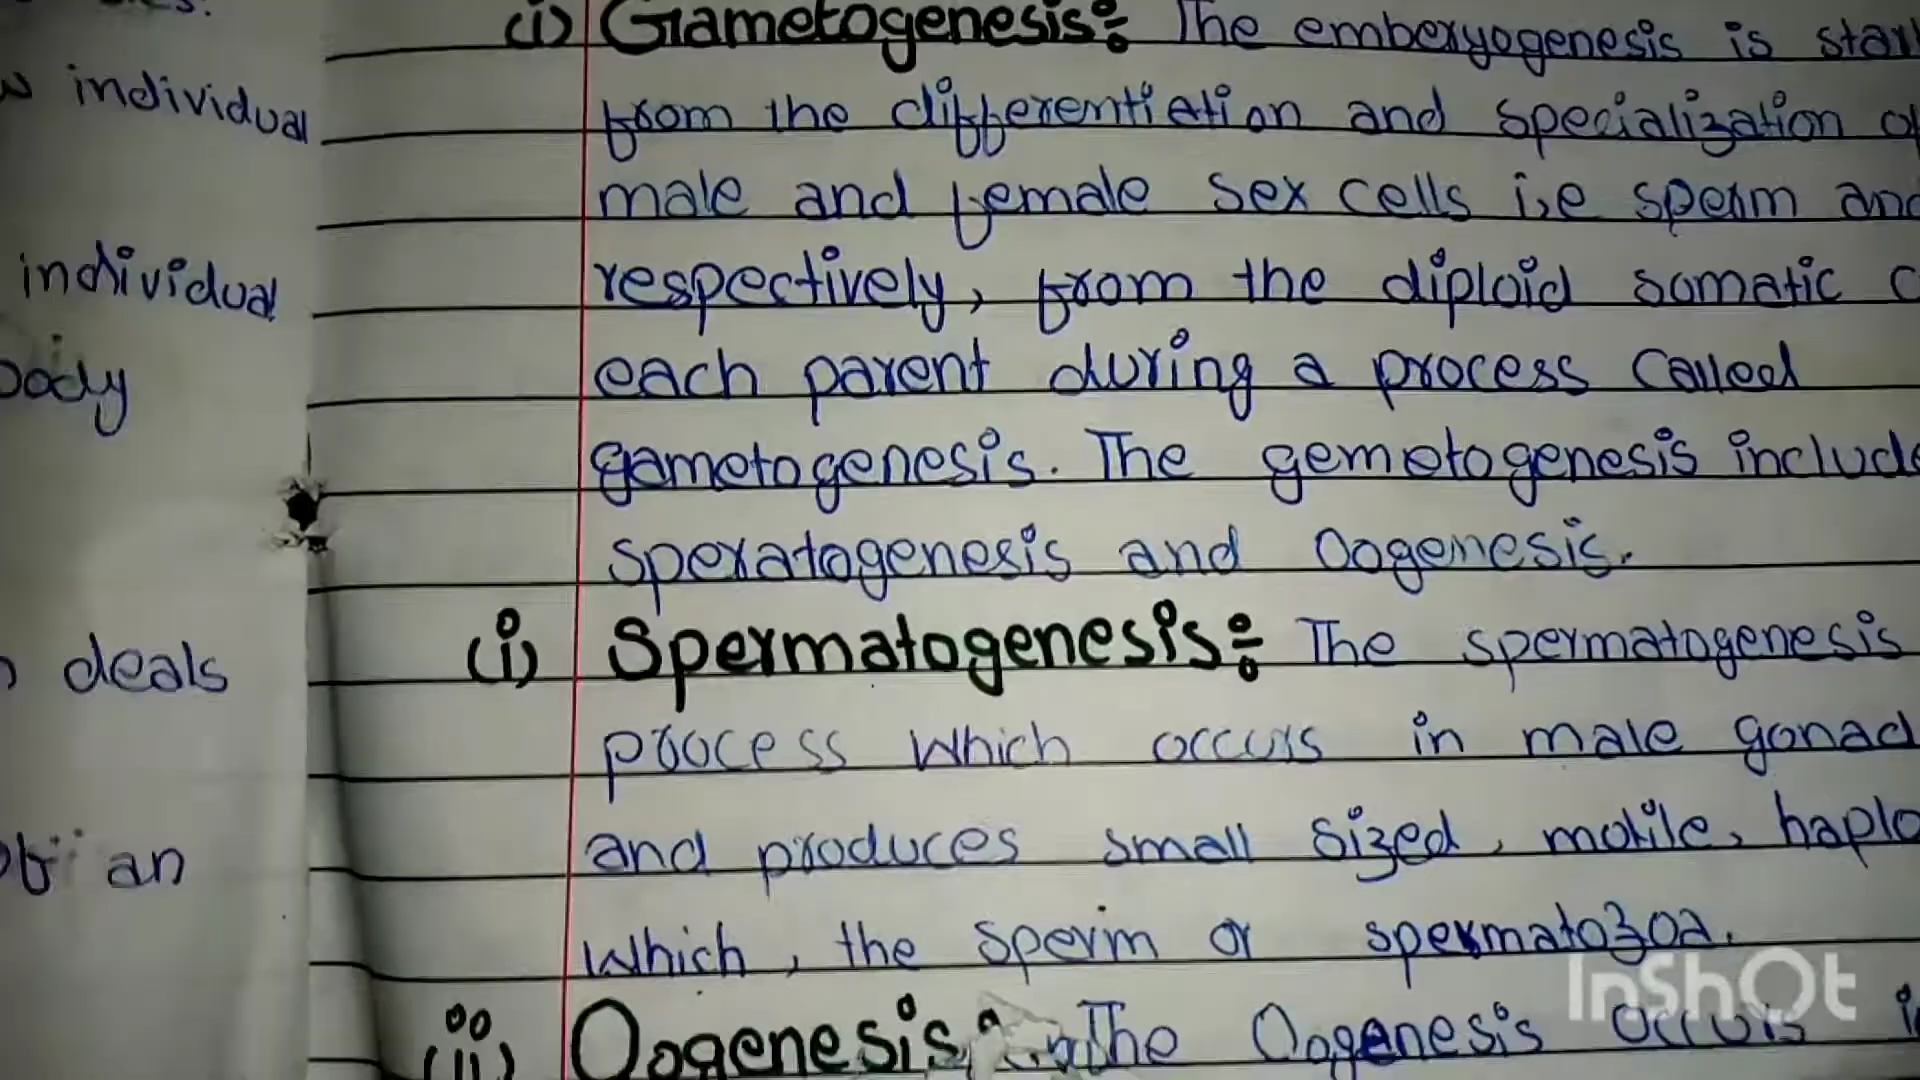 individual
individual
body
deals
an
(i) Gametogenesis:- The emberyogenesis is star
from the differentiation and specialization of
male and female sex cells i,e sperm and
respectively, from the diploid somatic c
each parent during a process called
gametogenesis. The gemetogenesis include
speratogenesis and Oogenesis.
(i) Spermatogenesis:- The spermatogenesis
process which occurs in male gonad
and produces small sized, motile, haplo
which, the sperm or spermatozoa.
(ii) Oogenesis:- The Oogenesis occurs i
InShOt